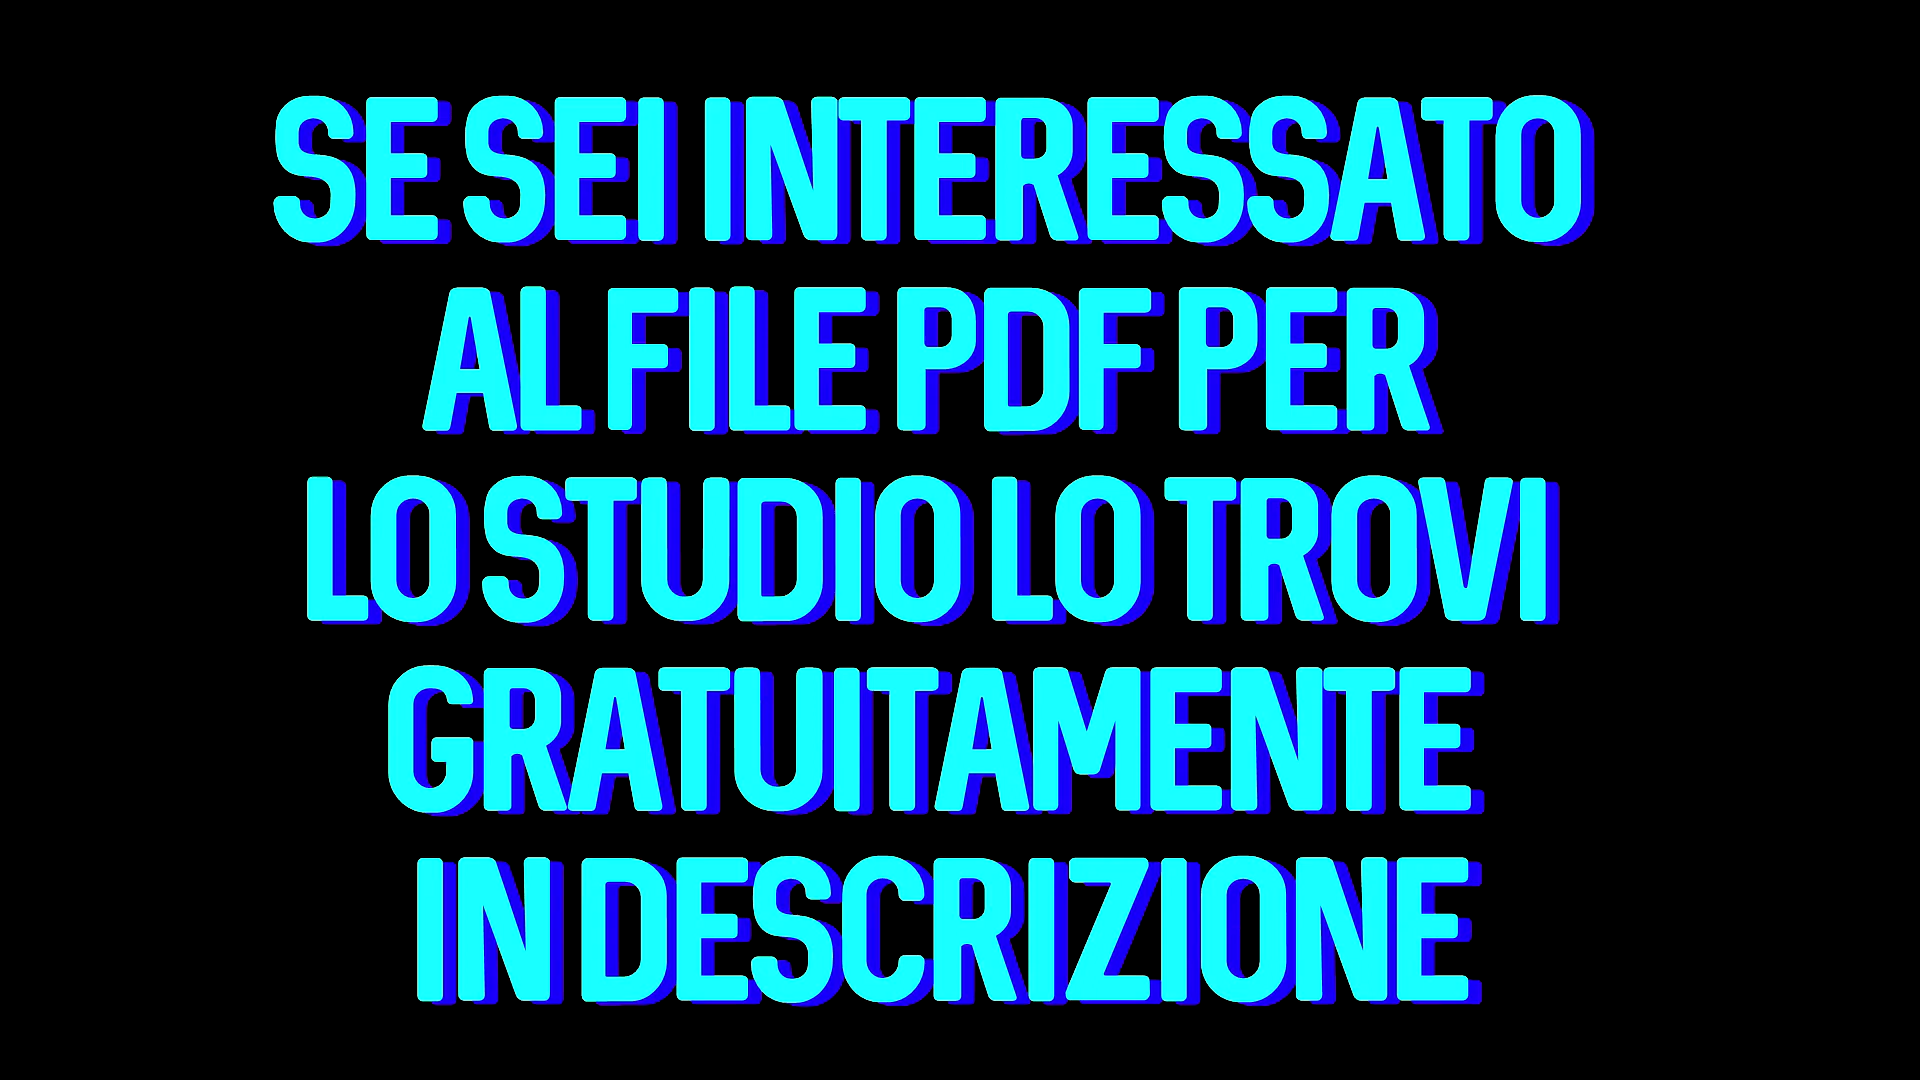 SE SEI INTERESSATO
AL FILE PDF PER
LO STUDIO LO TROVI
GRATUITAMENTE
IN DESCRIZIONE